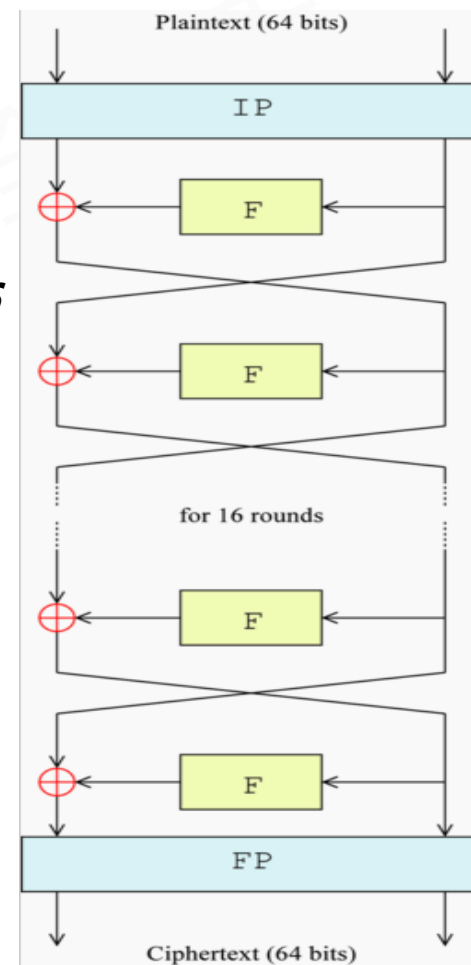 Plaintext (64 bits)
IP
F
F
for 16 rounds
F
F
FP
Ciphertext (64 bits)